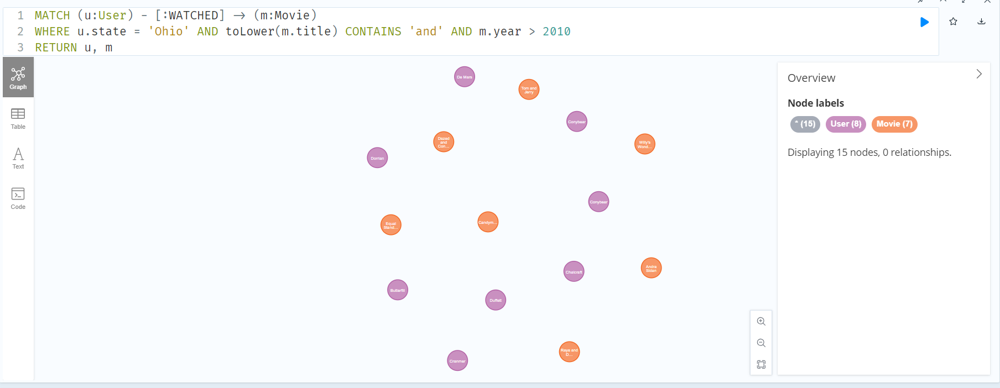 1 MATCH (u:User) - [:WATCHED] → (m:Movie)
2 WHERE u.state = 'Ohio' AND toLower(m.title) CONTAINS 'and' AND m.year > 2010
3 RETURN u, m
Graph
Table
Text
Code
De Mars
Tom and
Jerry
Conybear
Dazed
and
Con...
Willy's
Wond...
Dorrian
Conybear
Equal
Stand...
Candym...
Chalcraft
Andra
Sidan
Butterfill
Duffatt
Raya and
D...
Cranmer
Overview
Node labels
* (15)
User (8)
Movie (7)
Displaying 15 nodes, 0 relationships.